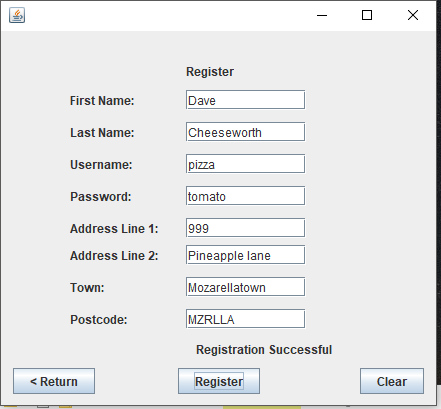 Register
First Name: Dave
Last Name: Cheeseworth
Username: pizza
Password: tomato
Address Line 1: 999
Address Line 2: Pineapple lane
Town: Mozarellatown
Postcode: MZRLLA
Registration Successful
< Return Register Clear